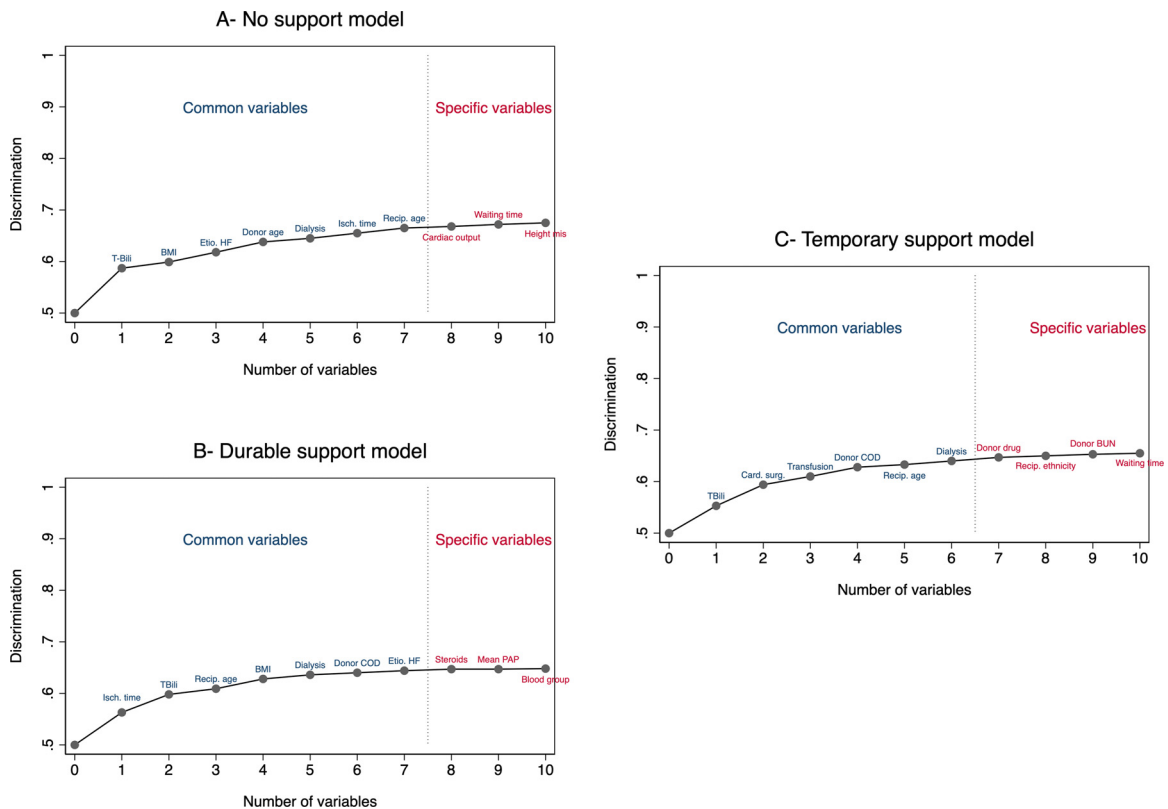 A- No support model
Discrimination
1
.9
.8
.7
.6
.5
Common variables
Specific variables
T-Bili
BMI
Etio. HF
Donor age
Dialysis
Isch. time
Recip. age
Cardiac output
Waiting time
Height mis
0 1 2 3 4 5 6 7 8 9 10
Number of variables
B- Durable support model
Discrimination
1
.9
.8
.7
.6
.5
Common variables
Specific variables
Isch. time
TBili
Recip. age
BMI
Dialysis
Donor COD
Etio. HF
Steroids
Mean PAP
Blood group
0 1 2 3 4 5 6 7 8 9 10
Number of variables
C- Temporary support model
Discrimination
1
.9
.8
.7
.6
.5
Common variables
Specific variables
TBili
Card. surg.
Transfusion
Donor COD
Recip. age
Dialysis
Donor drug
Recip. ethnicity
Donor BUN
Waiting time
0 1 2 3 4 5 6 7 8 9 10
Number of variables